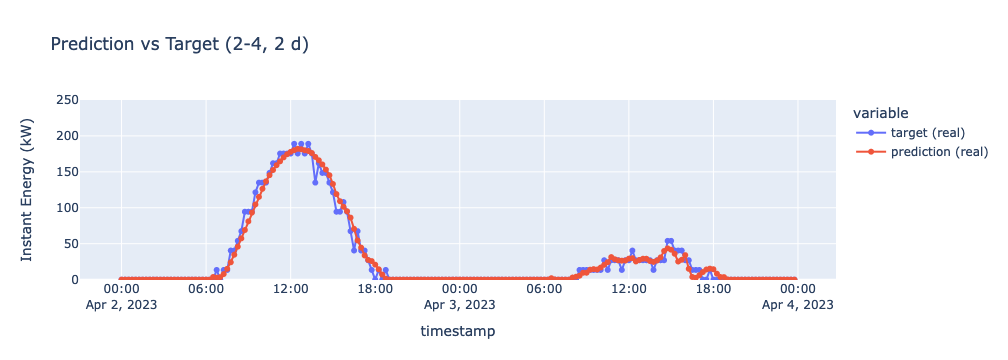 Prediction vs Target (2-4, 2 d)
variable
target (real)
prediction (real)
Instant Energy (kW)
250
200
150
100
50
0
00:00
Apr 2, 2023
06:00
12:00
18:00
00:00
Apr 3, 2023
06:00
12:00
18:00
00:00
Apr 4, 2023
timestamp